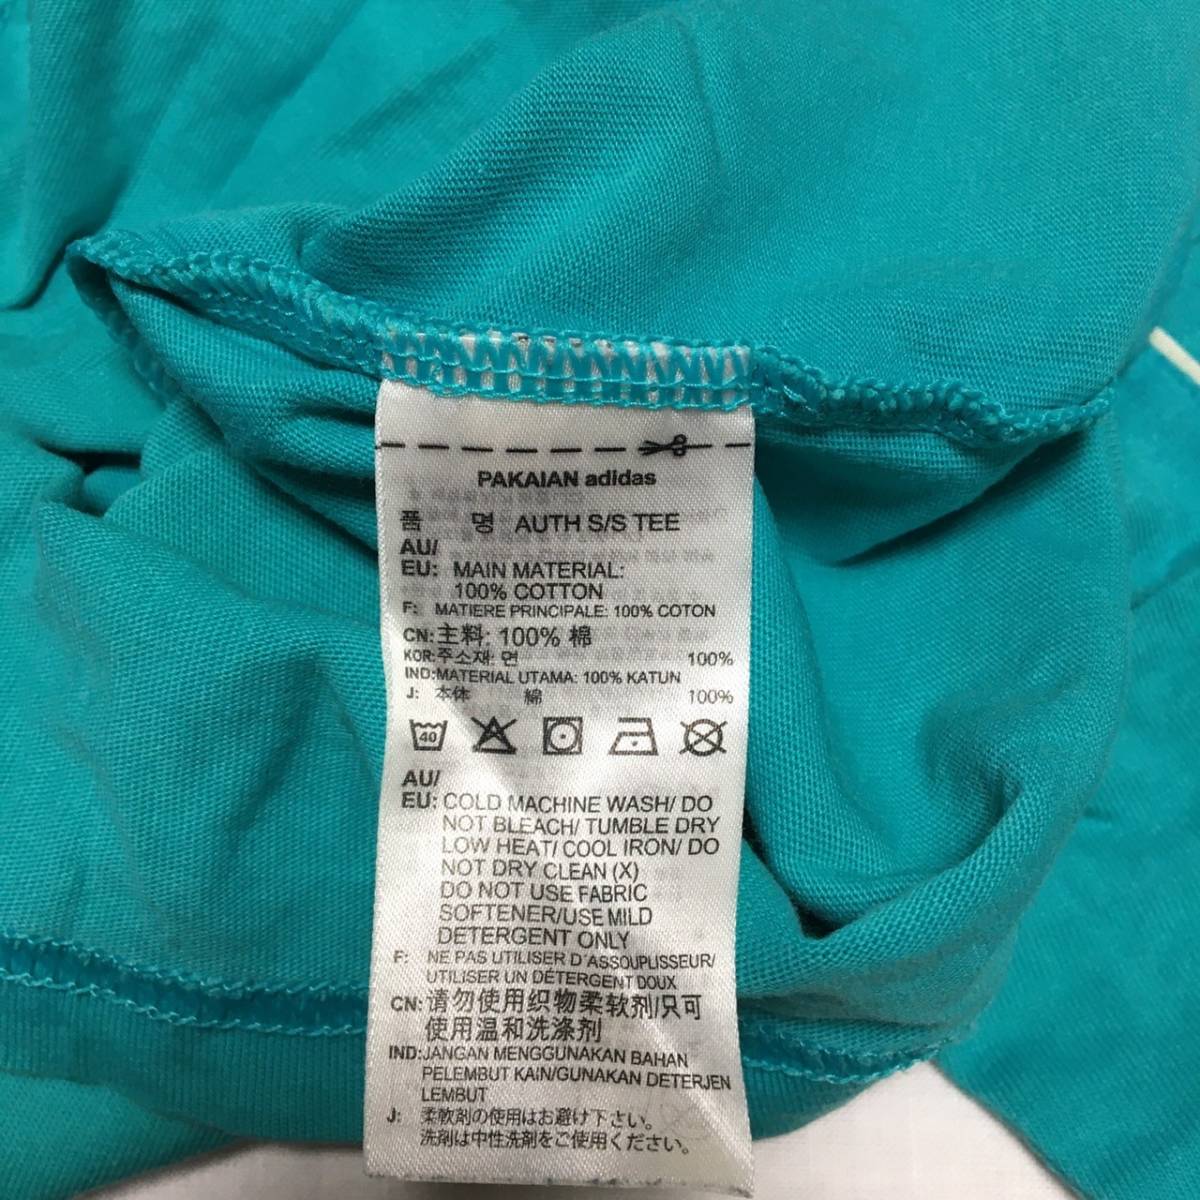 PAKAIAN adidas
품 명 AUTH S/S TEE
AU/
EU: MAIN MATERIAL:
100% COTTON
F: MATIERE PRINCIPALE: 100% COTON
CN:主料: 100% 棉
KOR:주소재: 면 100%
IND:MATERIAL UTAMA: 100% KATUN
J: 本体 綿 100%
40
AU/
EU: COLD MACHINE WASH/ DO
NOT BLEACH/ TUMBLE DRY
LOW HEAT/ COOL IRON/ DO
NOT DRY CLEAN (X)
DO NOT USE FABRIC
SOFTENER/USE MILD
DETERGENT ONLY
F: NE PAS UTILISER D'ASSOUPLISSEUR/
UTILISER UN DÉTERGENT DOUX
CN:请勿使用织物柔软剂/只可
使用温和洗涤剂
IND:JANGAN MENGGUNAKAN BAHAN
PELEMBUT KAIN/GUNAKAN DETERJEN
LEMBUT
J: 柔軟剤の使用はお避け下さい。
洗剤は中性洗剤をご使用ください。